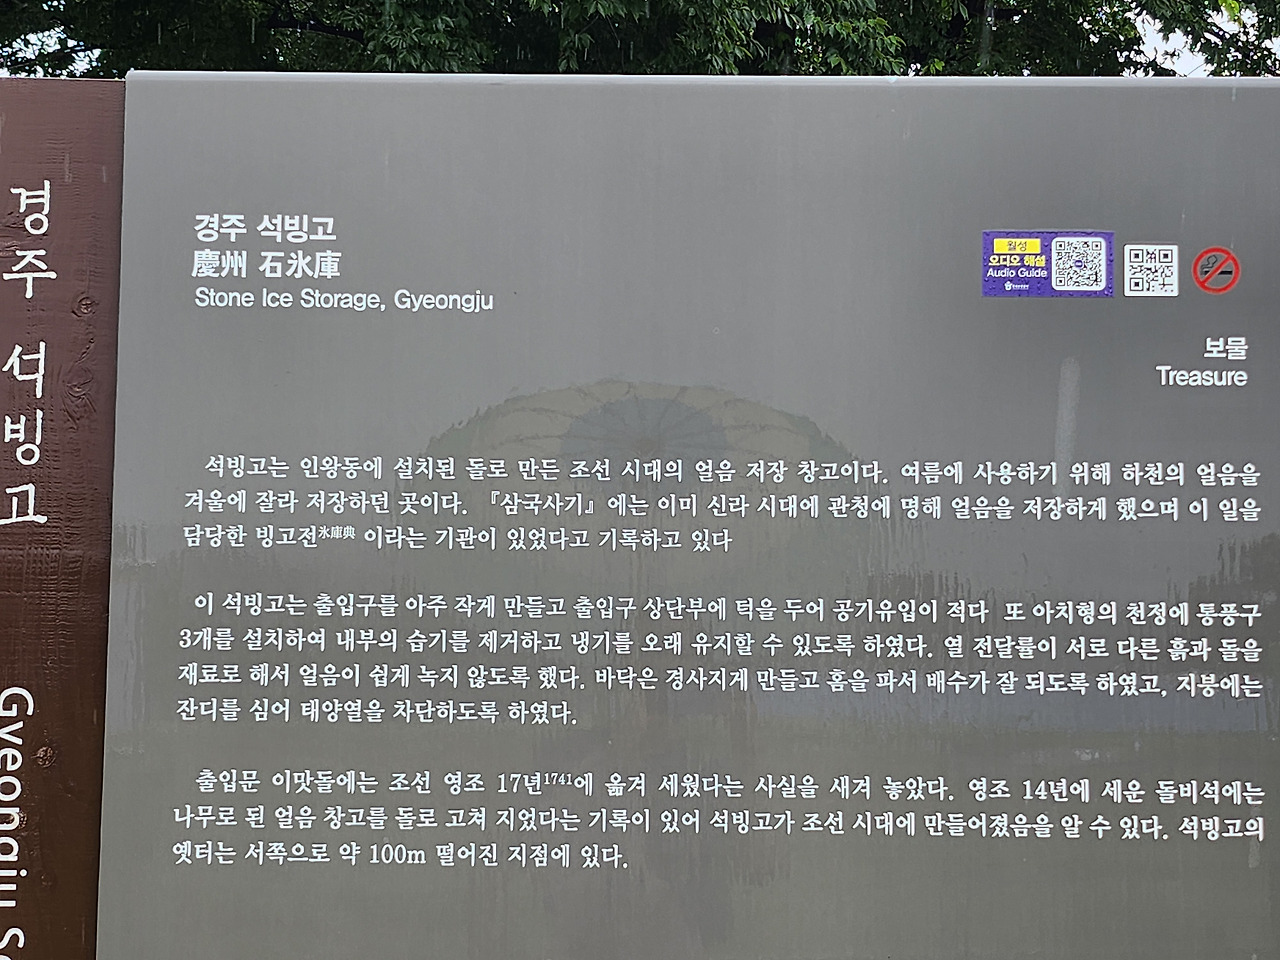 경주 석빙고
Gyeongju S
경주 석빙고
慶州 石氷庫
Stone Ice Storage, Gyeongju
월성
오디오 해설
Audio Guide
보물
Treasure
석빙고는 인왕동에 설치된 돌로 만든 조선 시대의 얼음 저장 창고이다. 여름에 사용하기 위해 하천의 얼음을
겨울에 잘라 저장하던 곳이다. 『삼국사기』에는 이미 신라 시대에 관청에 명해 얼음을 저장하게 했으며 이 일을
담당한 빙고전氷庫典 이라는 기관이 있었다고 기록하고 있다
이 석빙고는 출입구를 아주 작게 만들고 출입구 상단부에 턱을 두어 공기유입이 적다 또 아치형의 천정에 통풍구
3개를 설치하여 내부의 습기를 제거하고 냉기를 오래 유지할 수 있도록 하였다. 열 전달률이 서로 다른 흙과 돌을
재료로 해서 얼음이 쉽게 녹지 않도록 했다. 바닥은 경사지게 만들고 홈을 파서 배수가 잘 되도록 하였고, 지붕에는
잔디를 심어 태양열을 차단하도록 하였다.
출입문 이맛돌에는 조선 영조 17년1741에 옮겨 세웠다는 사실을 새겨 놓았다. 영조 14년에 세운 돌비석에는
나무로 된 얼음 창고를 돌로 고쳐 지었다는 기록이 있어 석빙고가 조선 시대에 만들어졌음을 알 수 있다. 석빙고의
옛터는 서쪽으로 약 100m 떨어진 지점에 있다.